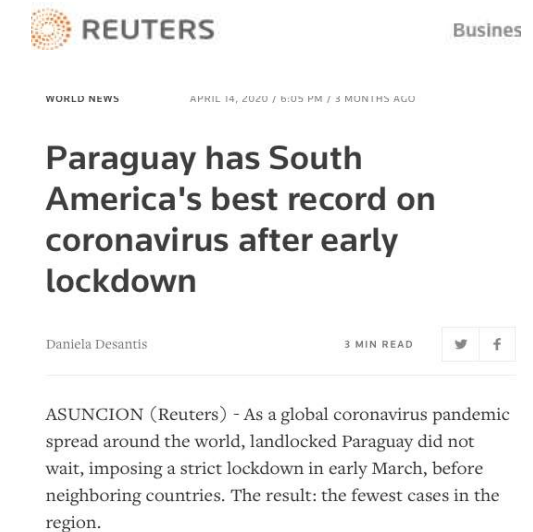 REUTERS
Busines
WORLD NEWS
APRIL 14, 2020 / 6:05 PM / 3 MONTHS AGO
Paraguay has South
America's best record on
coronavirus after early
lockdown
Daniela Desantis
3 MIN READ
ASUNCION (Reuters) - As a global coronavirus pandemic
spread around the world, landlocked Paraguay did not
wait, imposing a strict lockdown in early March, before
neighboring countries. The result: the fewest cases in the
region.